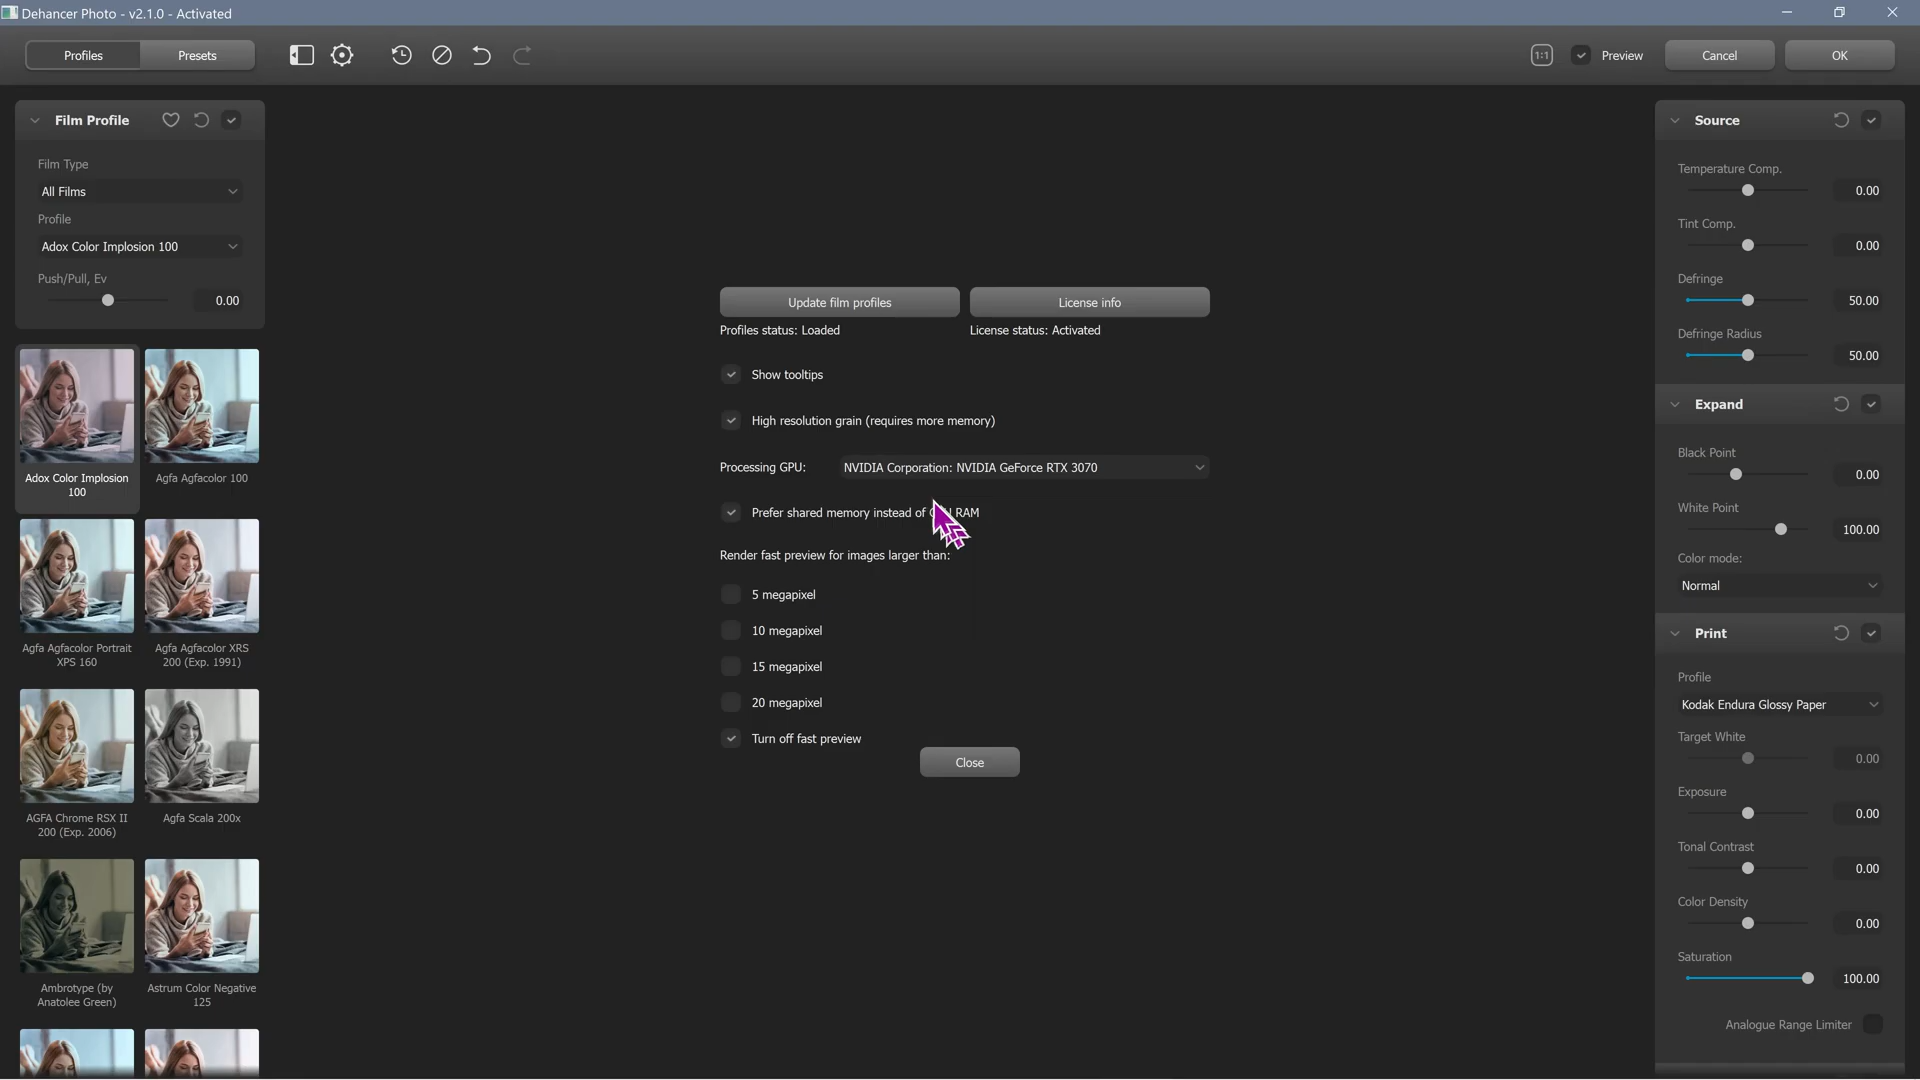 Dehancer Photo - v2.1.0 - Activated
Profiles
Presets
1:1
Preview
Cancel
OK
Film Profile
Film Type
All Films
Profile
Adox Color Implosion 100
Push/Pull, Ev
0.00
Adox Color Implosion
100
Agfa Agfacolor 100
Agfa Agfacolor Portrait
XPS 160
Agfa Agfacolor XRS
200 (Exp. 1991)
AGFA Chrome RSX II
200 (Exp. 2006)
Agfa Scala 200x
Ambrotype (by
Anatolee Green)
Astrum Color Negative
125
Update film profiles
License info
Profiles status: Loaded
License status: Activated
Show tooltips
High resolution grain (requires more memory)
Processing GPU:
NVIDIA Corporation: NVIDIA GeForce RTX 3070
Prefer shared memory instead of RAM
Render fast preview for images larger than:
5 megapixel
10 megapixel
15 megapixel
20 megapixel
Turn off fast preview
Close
Source
Temperature Comp.
0.00
Tint Comp.
0.00
Defringe
50.00
Defringe Radius
50.00
Expand
Black Point
0.00
White Point
100.00
Color mode:
Normal
Print
Profile
Kodak Endura Glossy Paper
Target White
0.00
Exposure
0.00
Tonal Contrast
0.00
Color Density
0.00
Saturation
100.00
Analogue Range Limiter